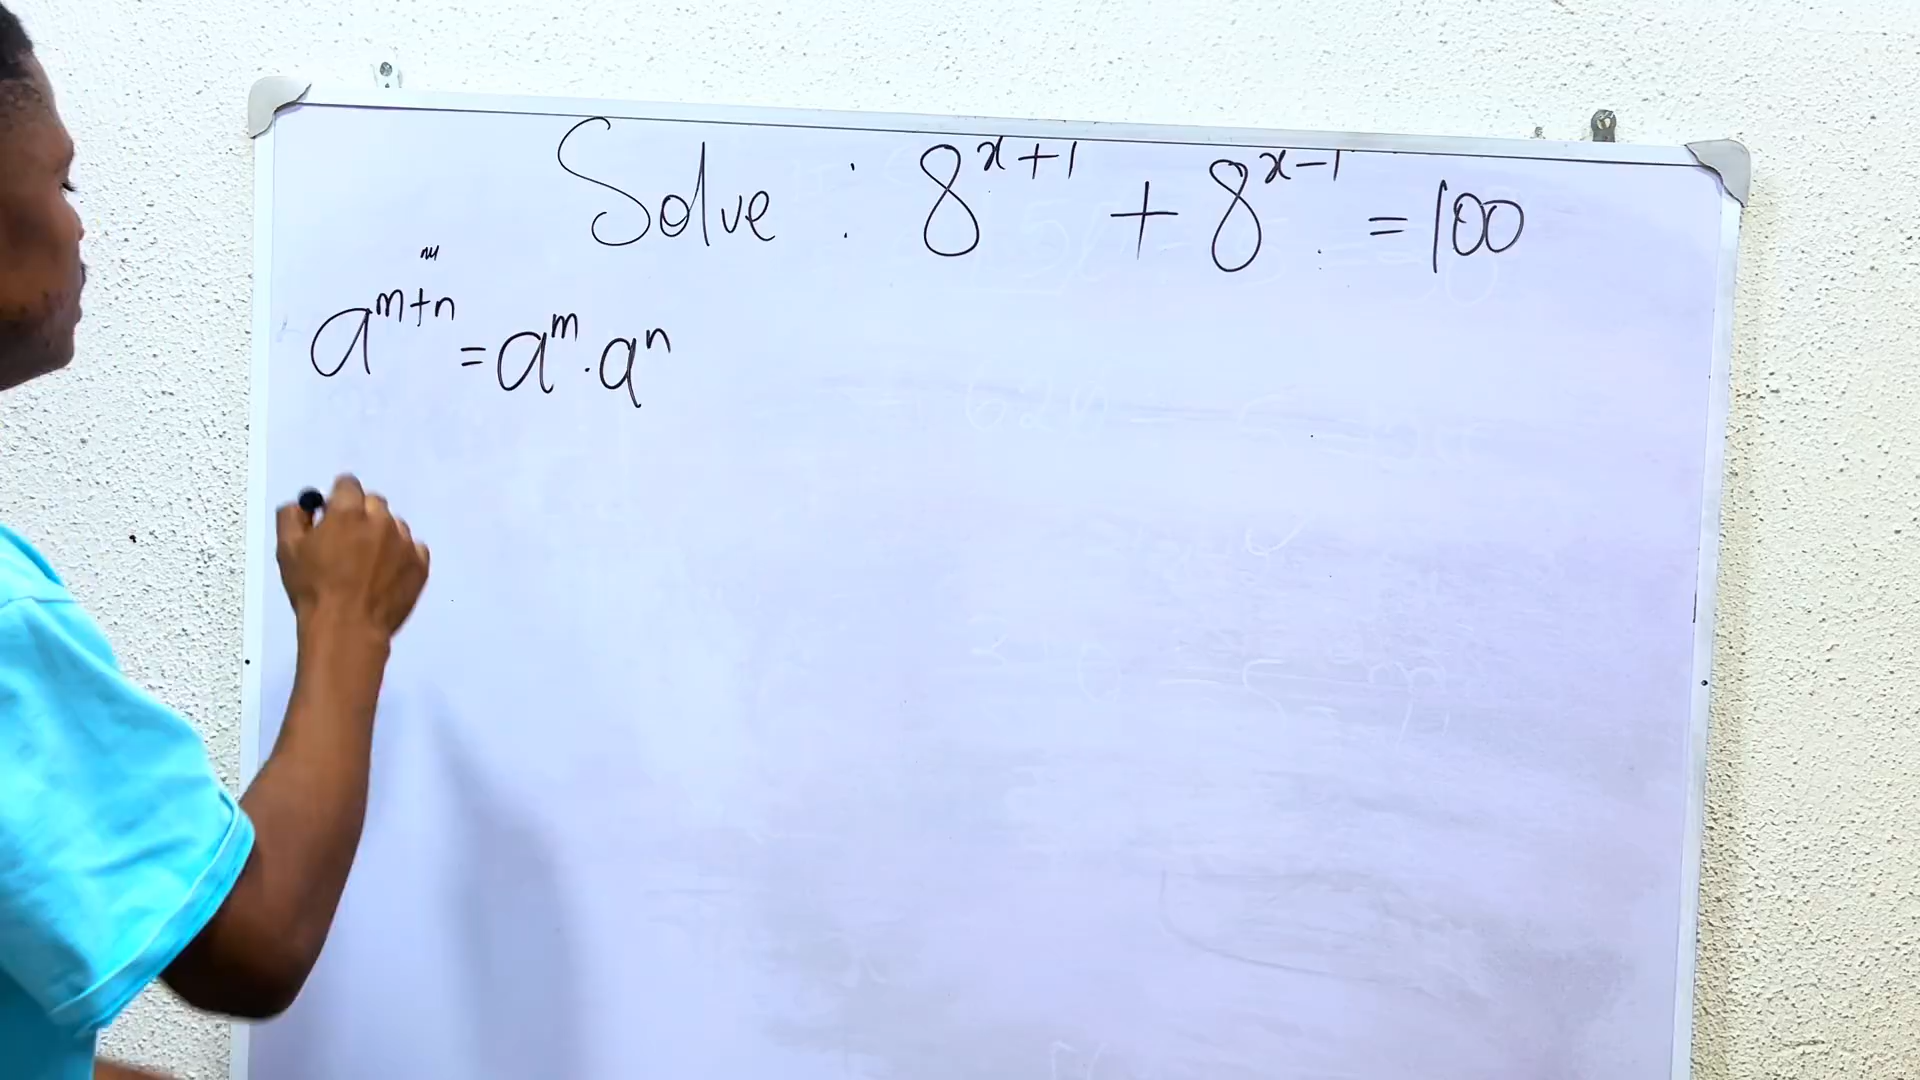 Solve : 8^{x+1} + 8^{x-1} = 100
a^{m+n} = a^m . a^n